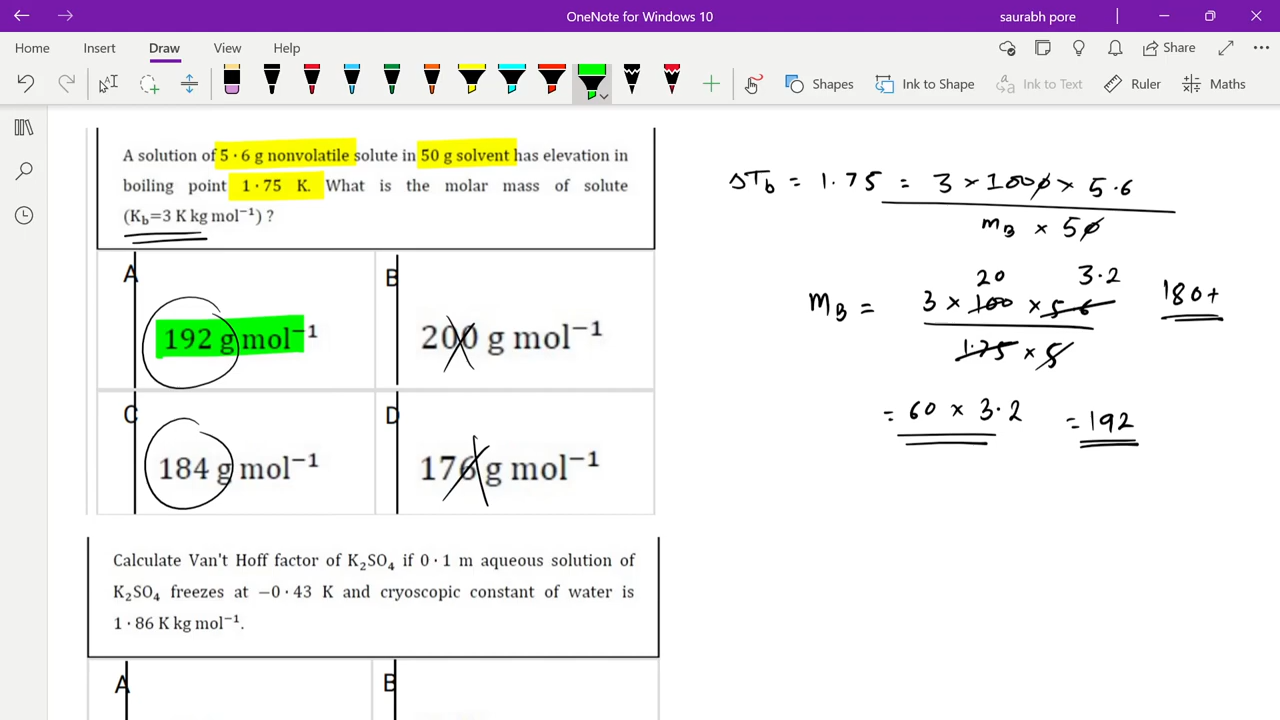 OneNote for Windows 10
saurabh pore
Home Insert Draw View Help
Share
Shapes Ink to Shape Ink to Text Ruler Maths
A solution of 5·6 g nonvolatile solute in 50 g solvent has elevation in
boiling point 1·75 K. What is the molar mass of solute
(K_b=3 K kg mol⁻¹) ?
A
192 g mol⁻¹
B
200 g mol⁻¹
C
184 g mol⁻¹
D
176 g mol⁻¹
ΔT_b = 1.75 = 3 × 1000 × 5.6
m_B × 50
20 3.2
m_B = 3 × 100 × 5.6 180+
1.75 × 5
= 60 × 3.2 = 192
Calculate Van't Hoff factor of K₂SO₄ if 0·1 m aqueous solution of
K₂SO₄ freezes at −0·43 K and cryoscopic constant of water is
1·86 K kg mol⁻¹.
A
B